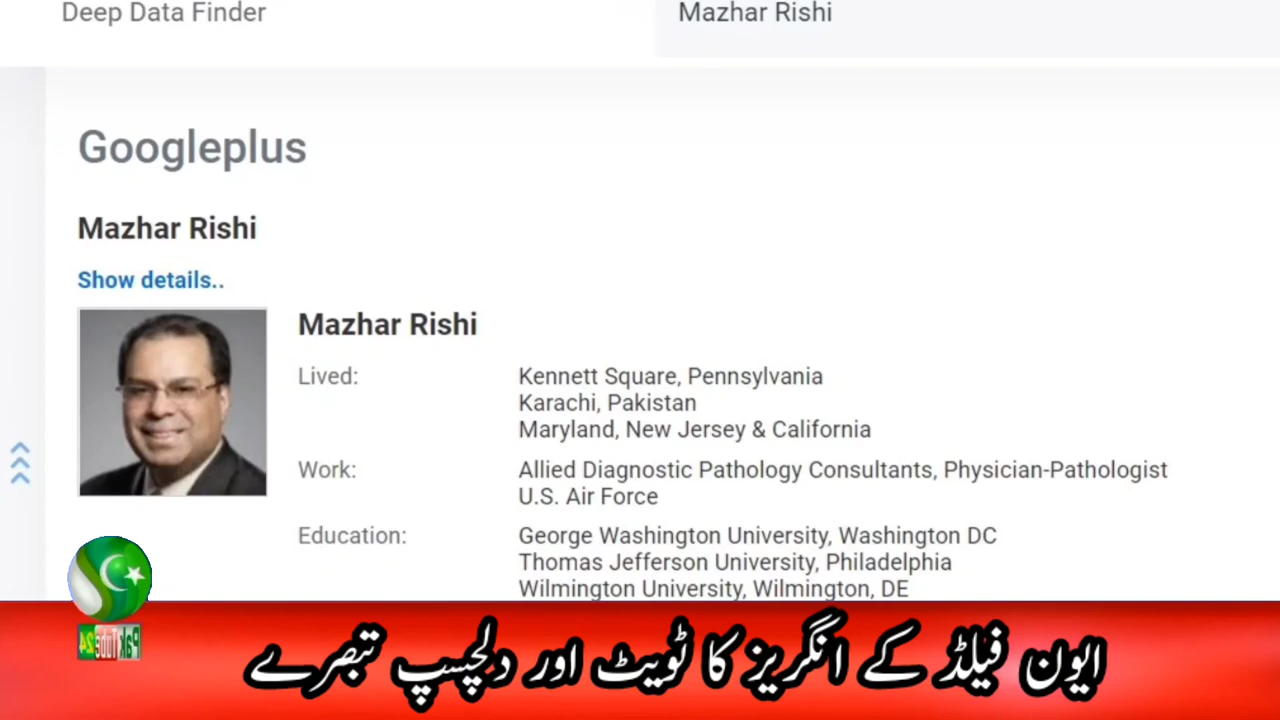 Deep Data Finder
Mazhar Rishi
Googleplus
Mazhar Rishi
Show details..
Mazhar Rishi
Lived:
Kennett Square, Pennsylvania
Karachi, Pakistan
Maryland, New Jersey & California
Work:
Allied Diagnostic Pathology Consultants, Physician-Pathologist
U.S. Air Force
Education:
George Washington University, Washington DC
Thomas Jefferson University, Philadelphia
Wilmington University, Wilmington, DE
PakTube24
ایون فیلڈ کے انگریز کا ٹویٹ اور دلچسپ تبصرے